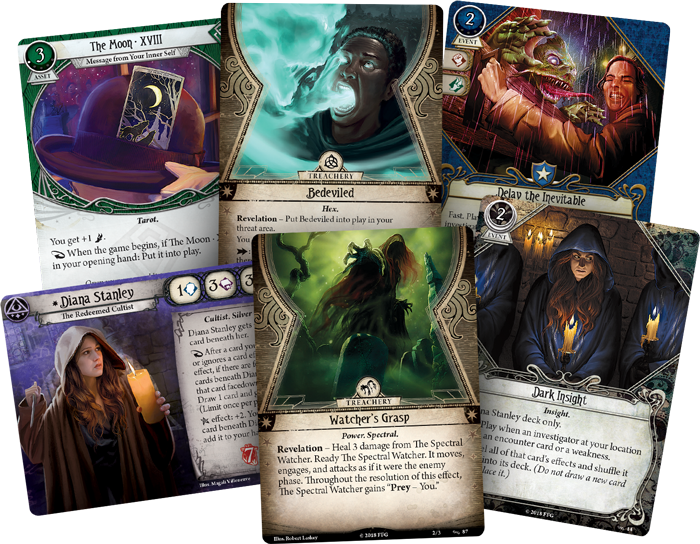 3
ASSET
The Moon · XVIII
Message from Your Inner Self
Tarot.
You get +1
When the game begins, if The Moon ·
in your opening hand: Put it into play.
TREACHERY
Bedeviled
Hex.
Revelation – Put Bedeviled into play in your
threat area.
2
EVENT
Delay the Inevitable
Fast. Play
Diana Stanley
The Redeemed Cultist
1
3
3
Cultist. Silver
Diana Stanley gets
card beneath her.
After a card you
or ignores a card
effect, if there are
cards beneath Diana
that card facedown
Draw 1 card and
(Limit once per
effect: +2. You
card beneath D
add it to your ha
7
Illus. Magali Villeneuve
TREACHERY
Watcher's Grasp
Power. Spectral.
Revelation – Heal 3 damage from The Spectral
Watcher. Ready The Spectral Watcher. It moves,
engages, and attacks as if it were the enemy
phase. Throughout the resolution of this effect,
The Spectral Watcher gains "Prey – You."
Illus. Robert Laskey
© 2018 FFG
2/3
87
2
EVENT
Dark Insight
Insight.
Diana Stanley deck only.
Play when an investigator at your location
an encounter card or a weakness.
el all of that card's effects and shuffle it
into its deck. (Do not draw a new card
place it.)
© 2018 FFG